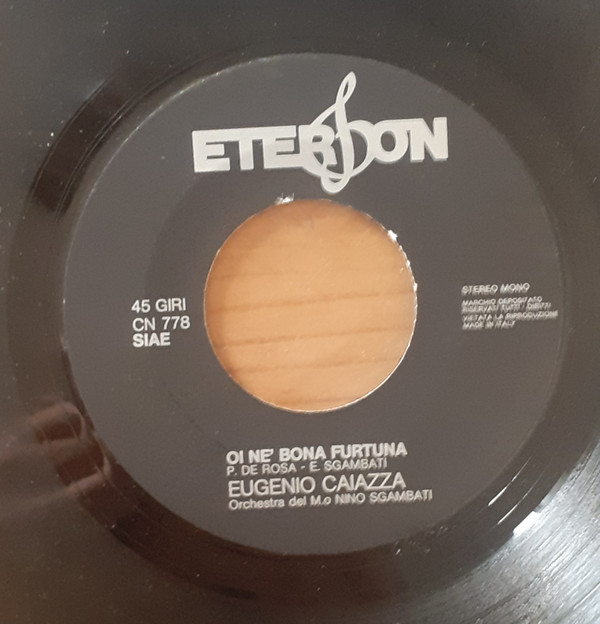 ETERSON
45 GIRI
CN 778
SIAE
STEREO MONO
MARCHIO DEPOSITATO
RISERVATI TUTTI I DIRITTI
VIETATA LA RIPRODUZIONE
MADE IN ITALY
OI NE' BONA FURTUNA
P. DE ROSA - E. SGAMBATI
EUGENIO CAIAZZA
Orchestra del M.o NINO SGAMBATI